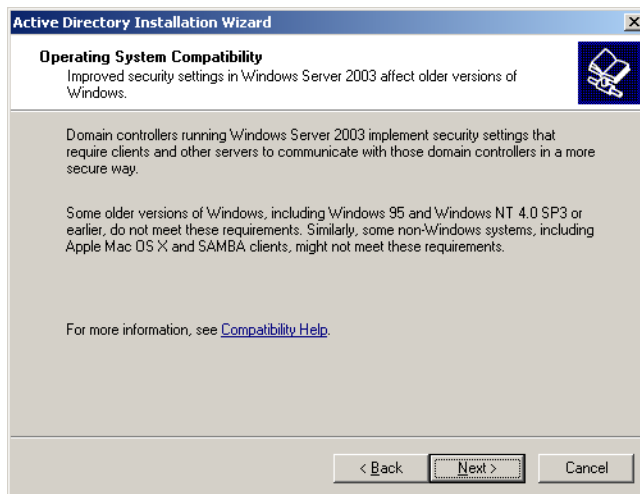 Active Directory Installation Wizard
Operating System Compatibility
Improved security settings in Windows Server 2003 affect older versions of
Windows.
Domain controllers running Windows Server 2003 implement security settings that
require clients and other servers to communicate with those domain controllers in a more
secure way.
Some older versions of Windows, including Windows 95 and Windows NT 4.0 SP3 or
earlier, do not meet these requirements. Similarly, some non-Windows systems, including
Apple Mac OS X and SAMBA clients, might not meet these requirements.
For more information, see Compatibility Help.
< Back Next > Cancel